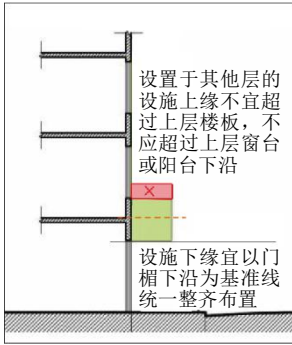 设置于其他层的
设施上缘不宜超
过上层楼板，不
应超过上层窗台
或阳台下沿
设施下缘宜以门
楣下沿为基准线
统一整齐布置